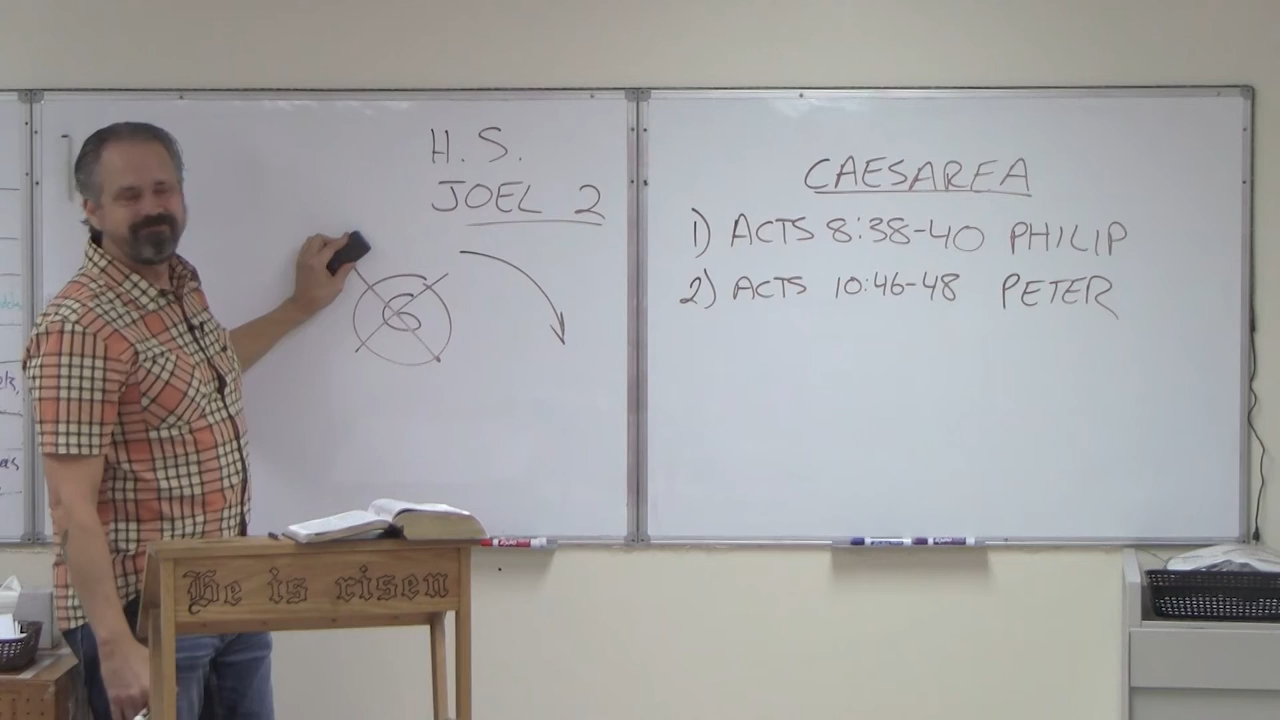 H. S.
JOEL 2
CAESAREA
1) ACTS 8:38-40 PHILIP
2) ACTS 10:46-48 PETER
He is risen